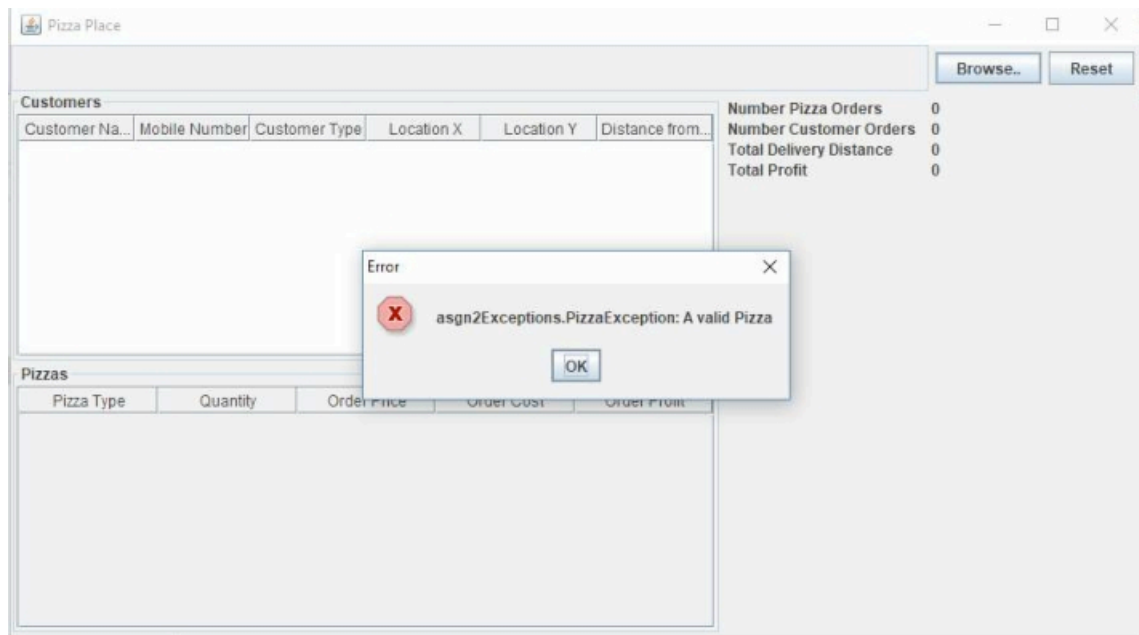 Pizza Place
Browse.. Reset
Customers
Customer Na... Mobile Number Customer Type Location X Location Y Distance from...
Number Pizza Orders 0
Number Customer Orders 0
Total Delivery Distance 0
Total Profit 0
Error
X asgn2Exceptions.PizzaException: A valid Pizza
OK
Pizzas
Pizza Type Quantity Order Price Order Cost Order Profit